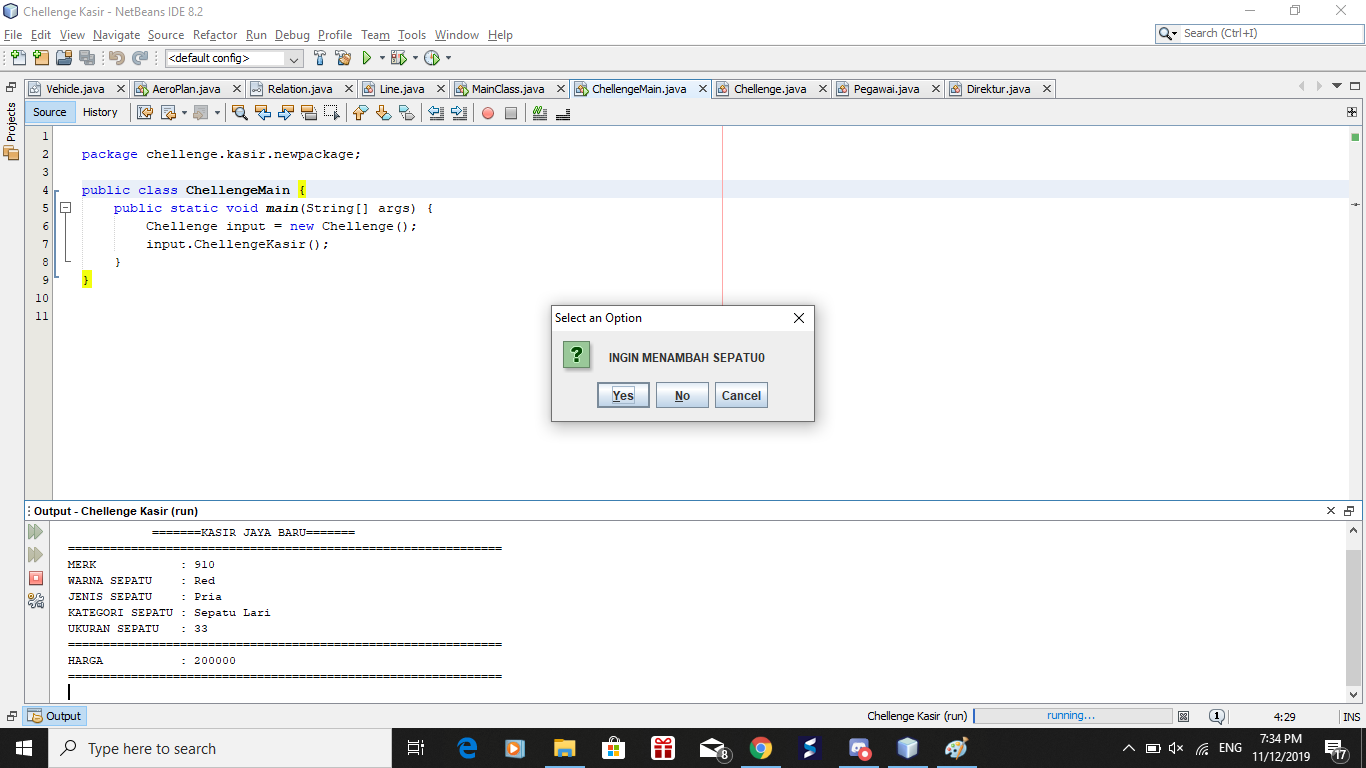 Chellenge Kasir - NetBeans IDE 8.2
File Edit View Navigate Source Refactor Run Debug Profile Team Tools Window Help
Search (Ctrl+I)
<default config>
Vehicle.java AeroPlan.java Relation.java Line.java MainClass.java ChellengeMain.java Chellenge.java Pegawai.java Direktur.java
Projects
Source History
1
2 package chellenge.kasir.newpackage;
3
4 public class ChellengeMain {
5 public static void main(String[] args) {
6 Chellenge input = new Chellenge();
7 input.ChellengeKasir();
8 }
9 }
10
11
Select an Option
?
INGIN MENAMBAH SEPATU0
Yes No Cancel
Output - Chellenge Kasir (run)
=======KASIR JAYA BARU=======
==============================================================
MERK : 910
WARNA SEPATU : Red
JENIS SEPATU : Pria
KATEGORI SEPATU : Sepatu Lari
UKURAN SEPATU : 33
==============================================================
HARGA : 200000
==============================================================
Output
Chellenge Kasir (run) running... 1 4:29 INS
Type here to search
8
ENG
7:34 PM
11/12/2019
17